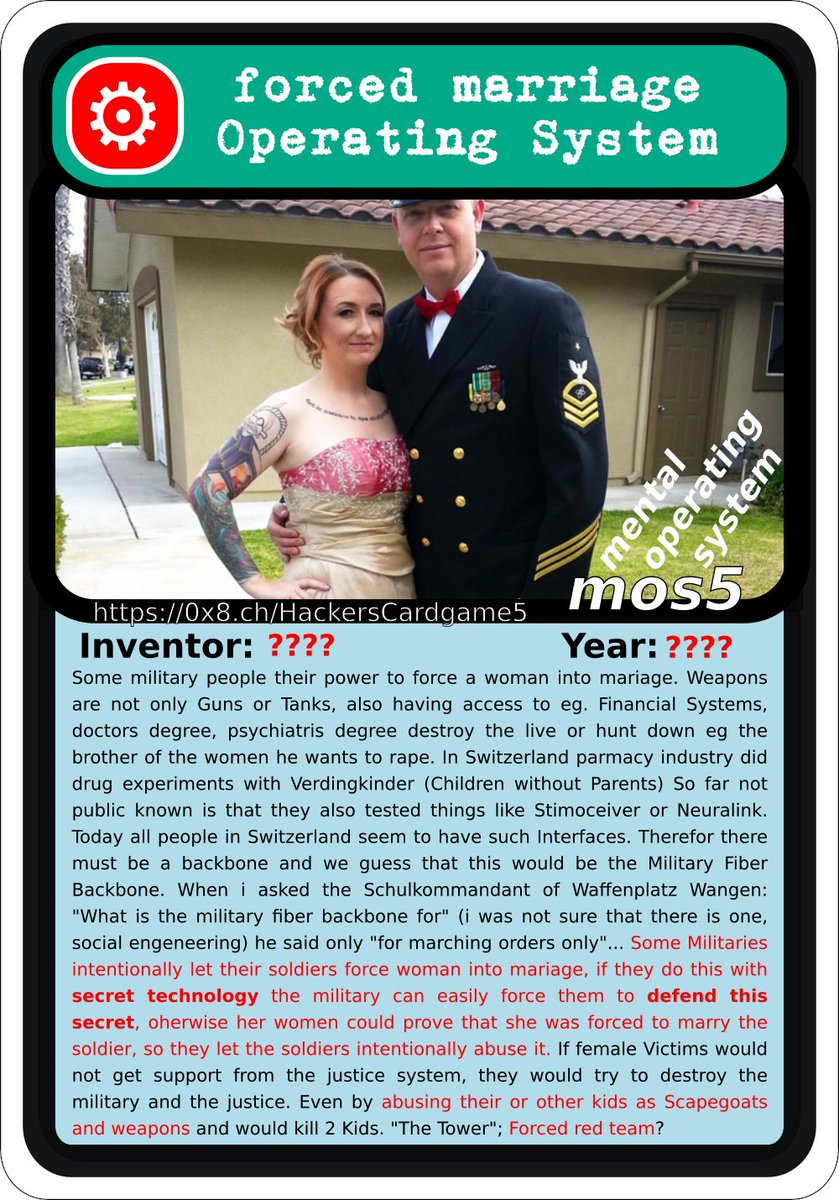 forced marriage
Operating System
mental
operating
system
mos5
https://0x8.ch/HackersCardgame5
Inventor: ???? Year: ????
Some military people their power to force a woman into mariage. Weapons
are not only Guns or Tanks, also having access to eg. Financial Systems,
doctors degree, psychiatris degree destroy the live or hunt down eg the
brother of the women he wants to rape. In Switzerland parmacy industry did
drug experiments with Verdingkinder (Children without Parents) So far not
public known is that they also tested things like Stimoceiver or Neuralink.
Today all people in Switzerland seem to have such Interfaces. Therefor there
must be a backbone and we guess that this would be the Military Fiber
Backbone. When i asked the Schulkommandant of Waffenplatz Wangen:
"What is the military fiber backbone for" (i was not sure that there is one,
social engeneering) he said only "for marching orders only"... Some Militaries
intentionally let their soldiers force woman into mariage, if they do this with
secret technology the military can easily force them to defend this
secret, oherwise her women could prove that she was forced to marry the
soldier, so they let the soldiers intentionally abuse it. If female Victims would
not get support from the justice system, they would try to destroy the
military and the justice. Even by abusing their or other kids as Scapegoats
and weapons and would kill 2 Kids. "The Tower"; Forced red team?